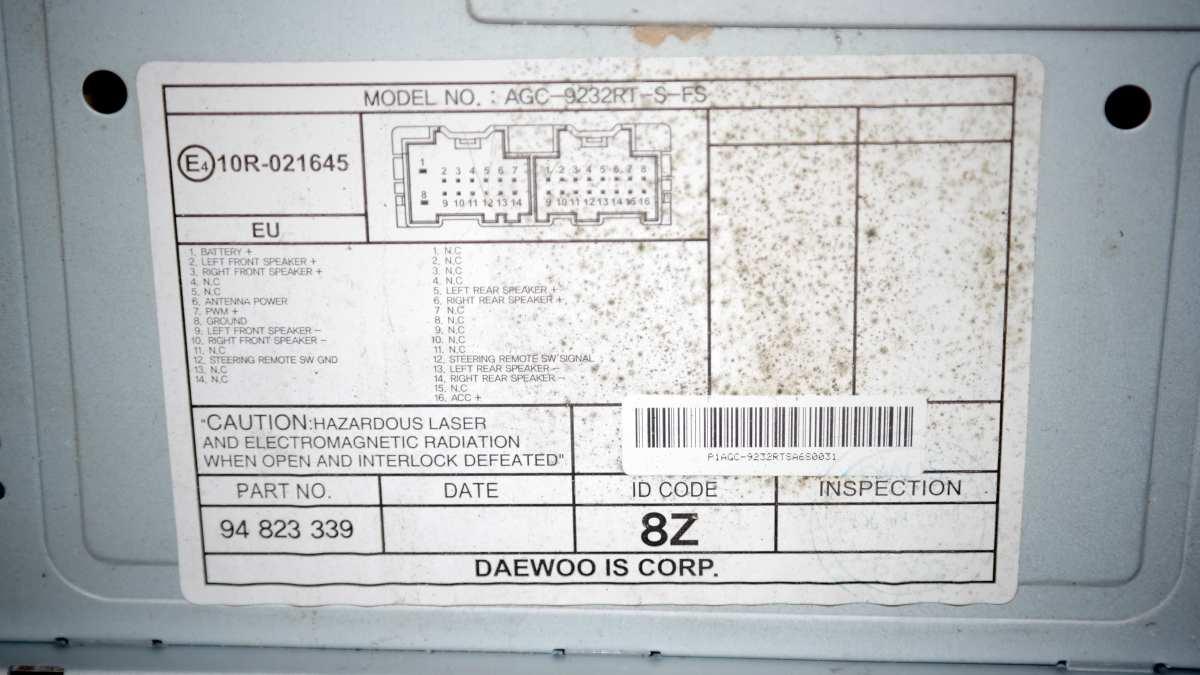 MODEL NO. : AGC-9232RT-S-FS
E4 10R-021645
EU
1 2 3 4 5 6 7 1 2 3 4 5 6 7 8
8 9 10 11 12 13 14 9 10 11 12 13 14 15 16
1. BATTERY +
2. LEFT FRONT SPEAKER +
3. RIGHT FRONT SPEAKER +
4. N.C
5. N.C
6. ANTENNA POWER
7. PWM +
8. GROUND
9. LEFT FRONT SPEAKER -
10. RIGHT FRONT SPEAKER -
11. N.C
12. STEERING REMOTE SW GND
13. N.C
14. N.C
1. N.C
2. N.C
3. N.C
4. N.C
5. LEFT REAR SPEAKER +
6. RIGHT REAR SPEAKER +
7. N.C
8. N.C
9. N.C
10. N.C
11. N.C
12. STEERING REMOTE SW SIGNAL
13. LEFT REAR SPEAKER -
14. RIGHT REAR SPEAKER -
15. N.C
16. ACC +
"CAUTION:HAZARDOUS LASER
AND ELECTROMAGNETIC RADIATION
WHEN OPEN AND INTERLOCK DEFEATED"
P1AGC-9232RTSA6S0031
PART NO. DATE ID CODE INSPECTION
94 823 339 8Z
DAEWOO IS CORP.